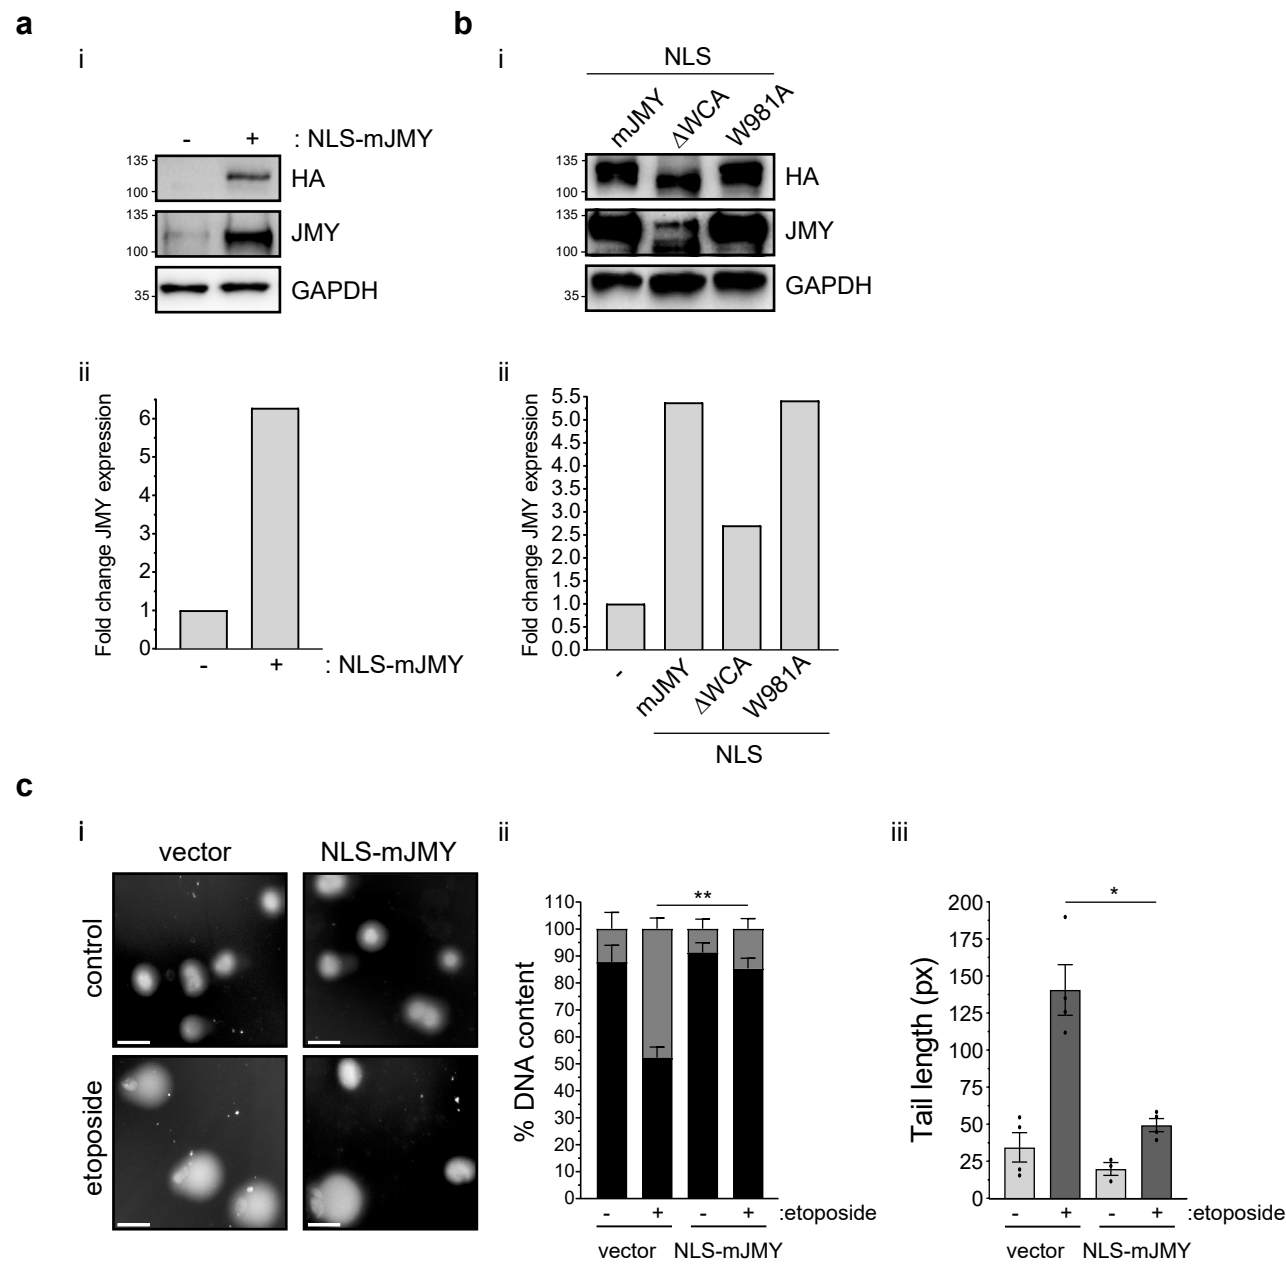 a
i
- + : NLS-mJMY
135
100
HA
135
100
JMY
35
GAPDH
ii
Fold change JMY expression
6
5
4
3
2
1
0
- + : NLS-mJMY
b
i
NLS
mJMY ΔWCA W981A
135
100
HA
135
100
JMY
35
GAPDH
ii
Fold change JMY expression
5.5
5.0
4.5
4.0
3.5
3.0
2.5
2.0
1.5
1.0
0.5
0.0
- mJMY ΔWCA W981A
NLS
c
i
vector NLS-mJMY
control
etoposide
ii
**
% DNA content
110
100
90
80
70
60
50
40
30
20
10
0
- + - + :etoposide
vector NLS-mJMY
iii
*
Tail length (px)
200
175
150
125
100
75
50
25
0
- + - + :etoposide
vector NLS-mJMY